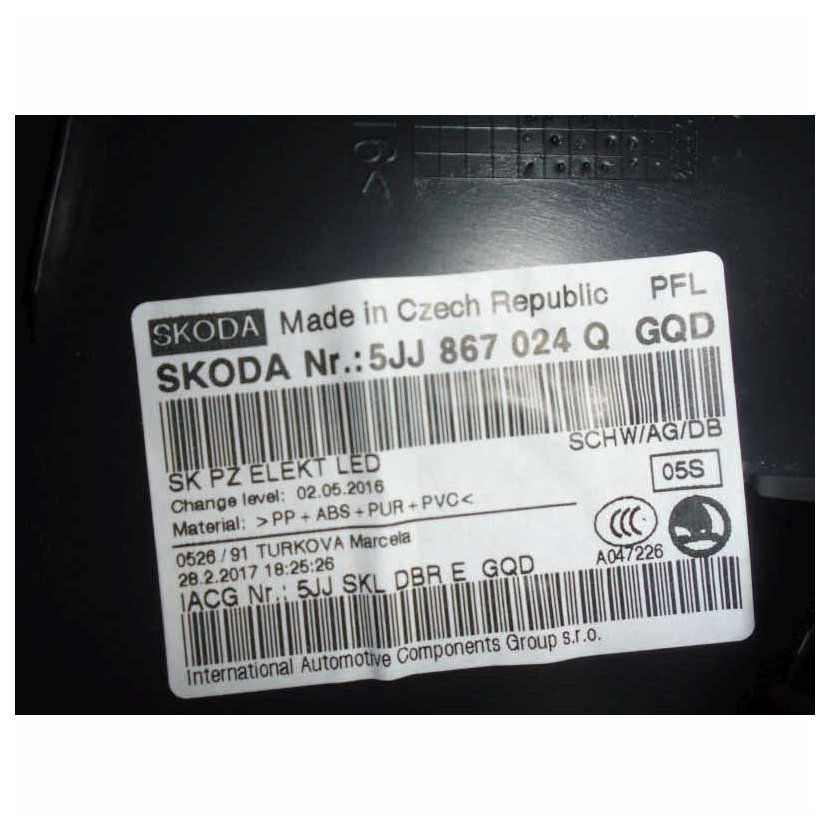 SKODA Made in Czech Republic PFL
SKODA Nr.: 5JJ 867 024 Q GQD
SCHW/AG/DB
SK PZ ELEKT LED
05S
Change level: 02.05.2016
Material: >PP + ABS + PUR + PVC<
0526 / 91 TURKOVA Marcela
28.2.2017 18:25:26
CCC
A047226
IACG Nr.: 5JJ SKL DBR E GQD
International Automotive Components Group s.r.o.